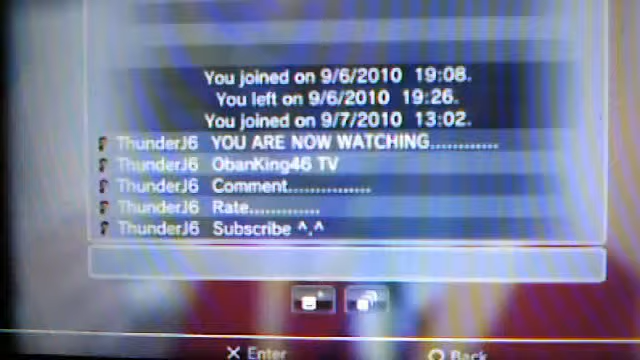 You joined on 9/6/2010 19:08.
You left on 9/6/2010 19:26.
You joined on 9/7/2010 13:02.
ThunderJ6 YOU ARE NOW WATCHING............
ThunderJ6 ObanKing46 TV
ThunderJ6 Comment...............
ThunderJ6 Rate.............
ThunderJ6 Subscribe ^.^
X Enter O Back